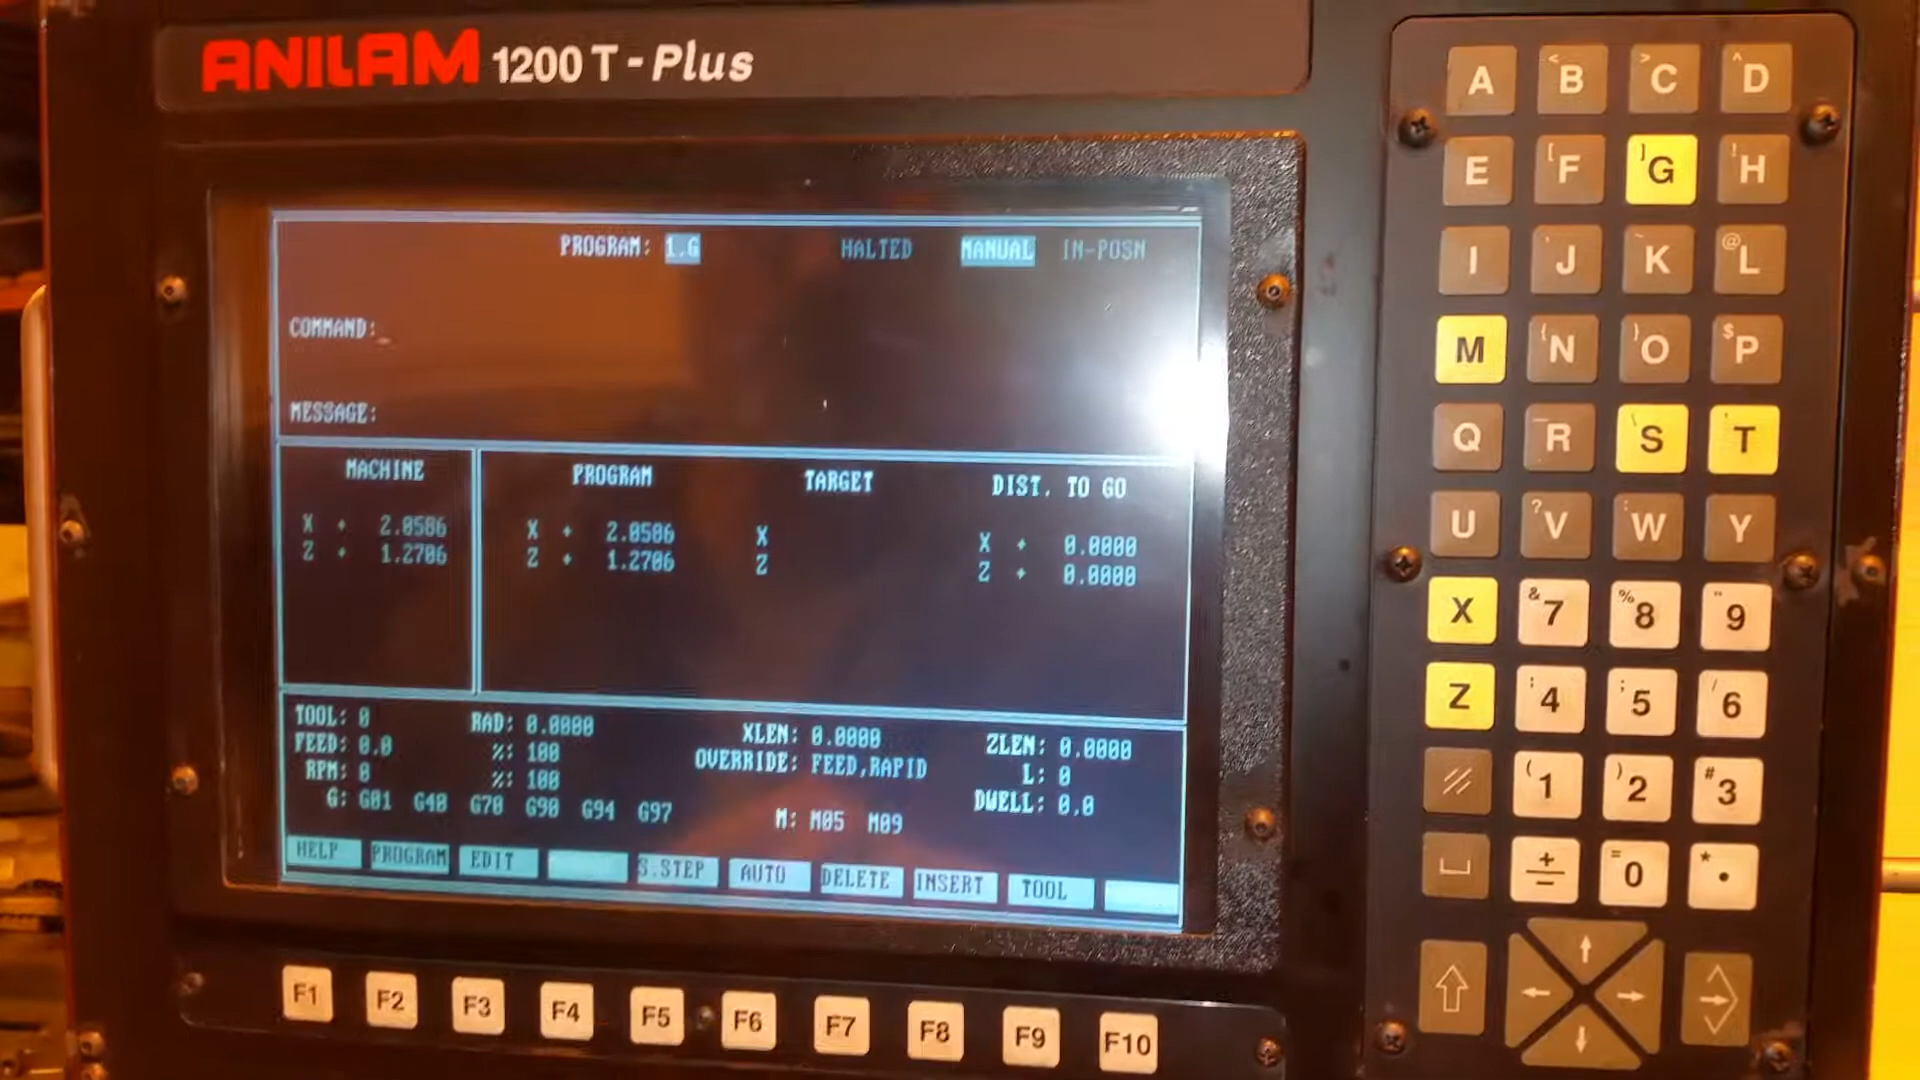 ANILAM 1200 T - Plus
PROGRAM: 1.G HALTED MANUAL IN-POSN
COMMAND:
MESSAGE:
MACHINE PROGRAM TARGET DIST. TO GO
X + 2.0586 X + 2.0586 X X + 0.0000
Z + 1.2706 Z + 1.2706 Z Z + 0.0000
TOOL: 0 RAD: 0.0000 XLEN: 0.0000 ZLEN: 0.0000
FEED: 0.0 %: 100 OVERRIDE: FEED,RAPID L: 0
RPM: 0 %: 100 DWELL: 0.0
G: G01 G40 G70 G90 G94 G97 M: M05 M09
HELP PROGRAM EDIT S.STEP AUTO DELETE INSERT TOOL
F1 F2 F3 F4 F5 F6 F7 F8 F9 F10
A < B > C ^ D
E [ F ] G ! H
I ' J ~ K @ L
M { N } O $ P
Q R \ S T
U ? V W Y
X & 7 % 8 " 9
Z 4 ; 5 / 6
// ( 1 ) 2 # 3
+ − = 0 * .